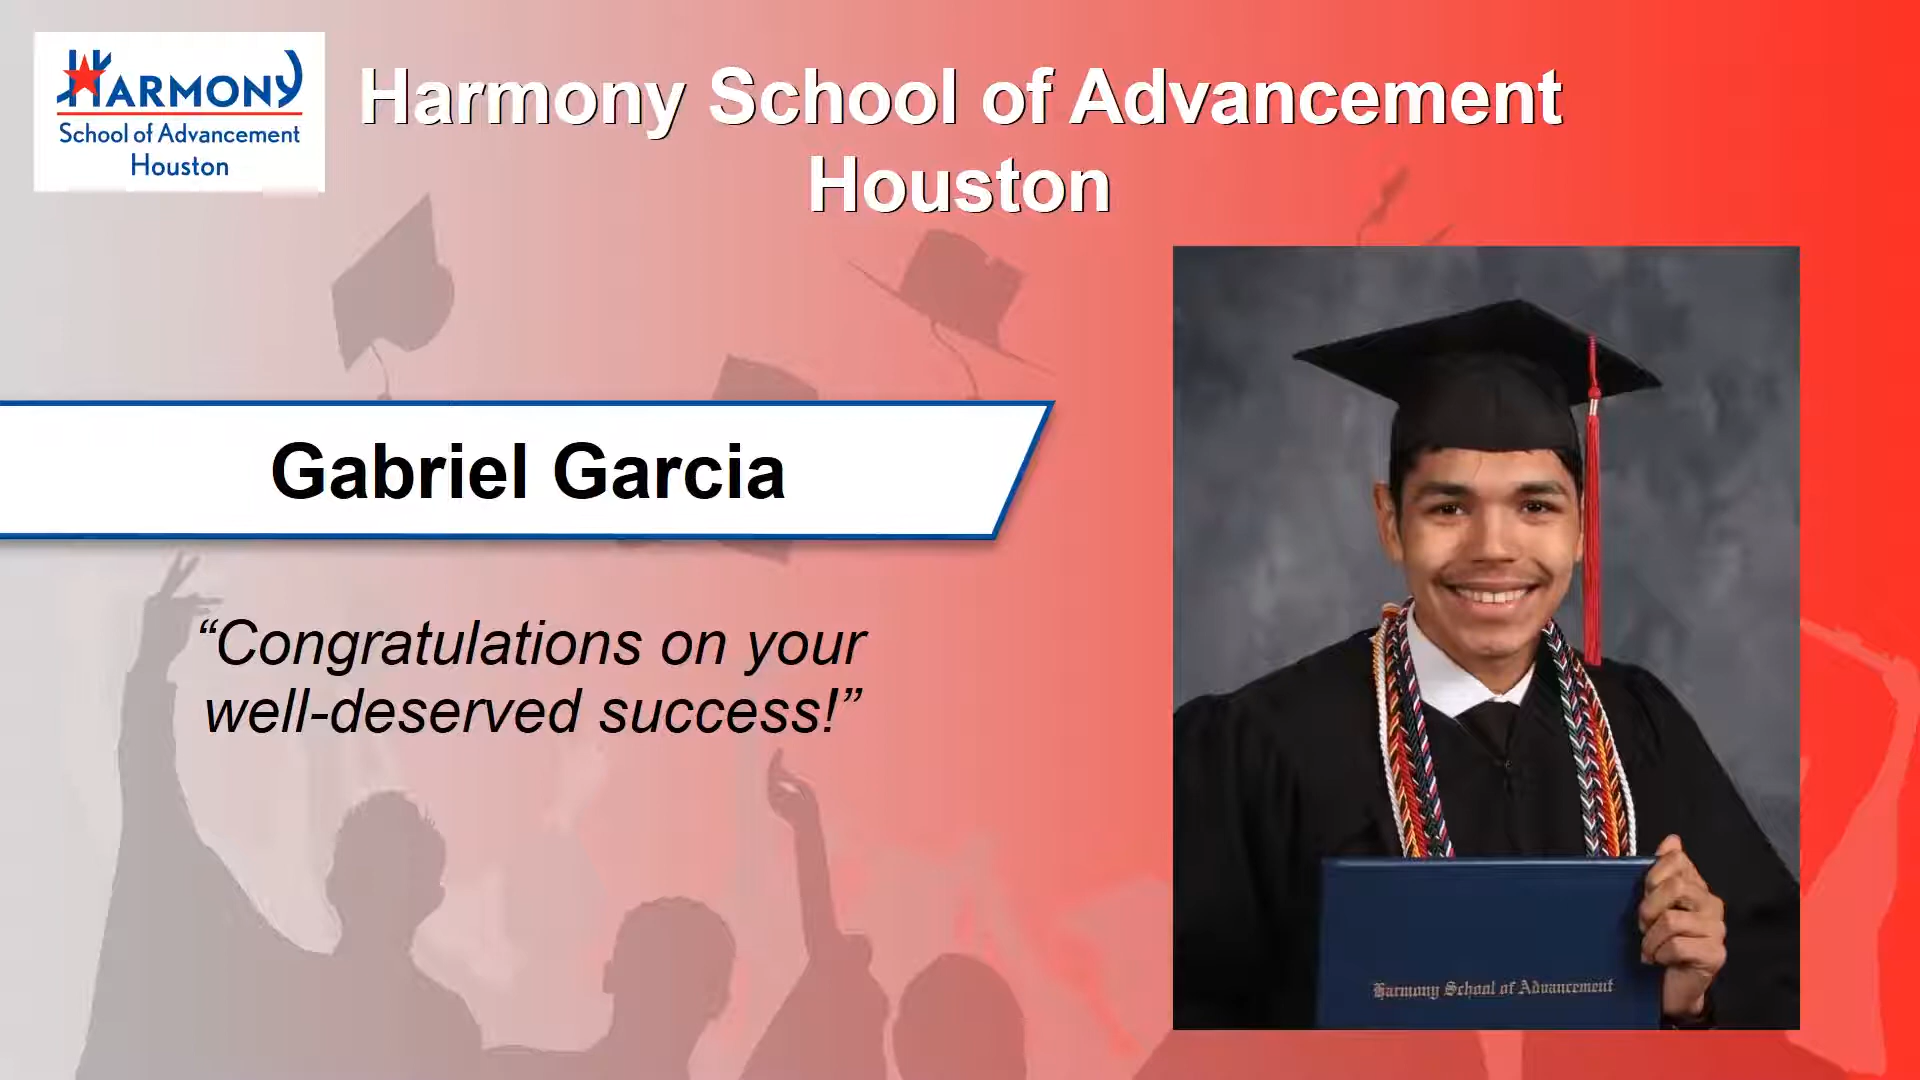 HARMONY
School of Advancement
Houston
Harmony School of Advancement
Houston
Gabriel Garcia
“Congratulations on your
well-deserved success!”
Harmony School of Advancement